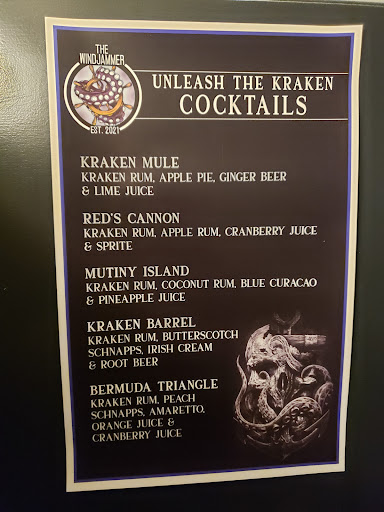 THE
WINDJAMMER
EST. 2021
UNLEASH THE KRAKEN
COCKTAILS
KRAKEN MULE
KRAKEN RUM, APPLE PIE, GINGER BEER
& LIME JUICE
RED'S CANNON
KRAKEN RUM, APPLE RUM, CRANBERRY JUICE
& SPRITE
MUTINY ISLAND
KRAKEN RUM, COCONUT RUM, BLUE CURACAO
& PINEAPPLE JUICE
KRAKEN BARREL
KRAKEN RUM, BUTTERSCOTCH
SCHNAPPS, IRISH CREAM
& ROOT BEER
BERMUDA TRIANGLE
KRAKEN RUM, PEACH
SCHNAPPS, AMARETTO,
ORANGE JUICE &
CRANBERRY JUICE